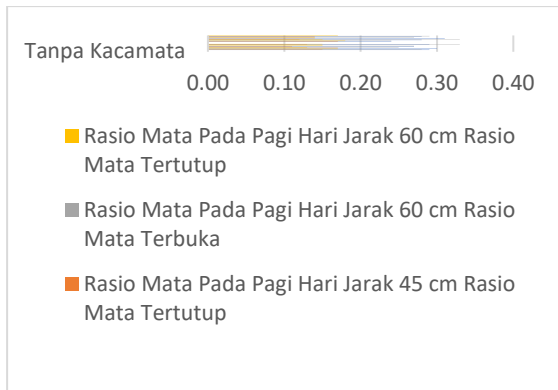 Tanpa Kacamata
0.00 0.10 0.20 0.30 0.40
Rasio Mata Pada Pagi Hari Jarak 60 cm Rasio
Mata Tertutup
Rasio Mata Pada Pagi Hari Jarak 60 cm Rasio
Mata Terbuka
Rasio Mata Pada Pagi Hari Jarak 45 cm Rasio
Mata Tertutup